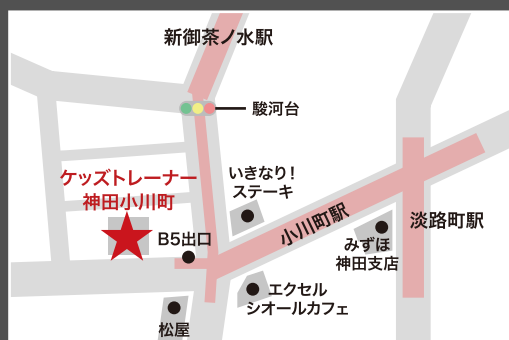 新御茶ノ水駅
駿河台
ケッズトレーナー
神田小川町
いきなり!
ステーキ
小川町駅
淡路町駅
B5出口
みずほ
神田支店
エクセル
シオールカフェ
松屋